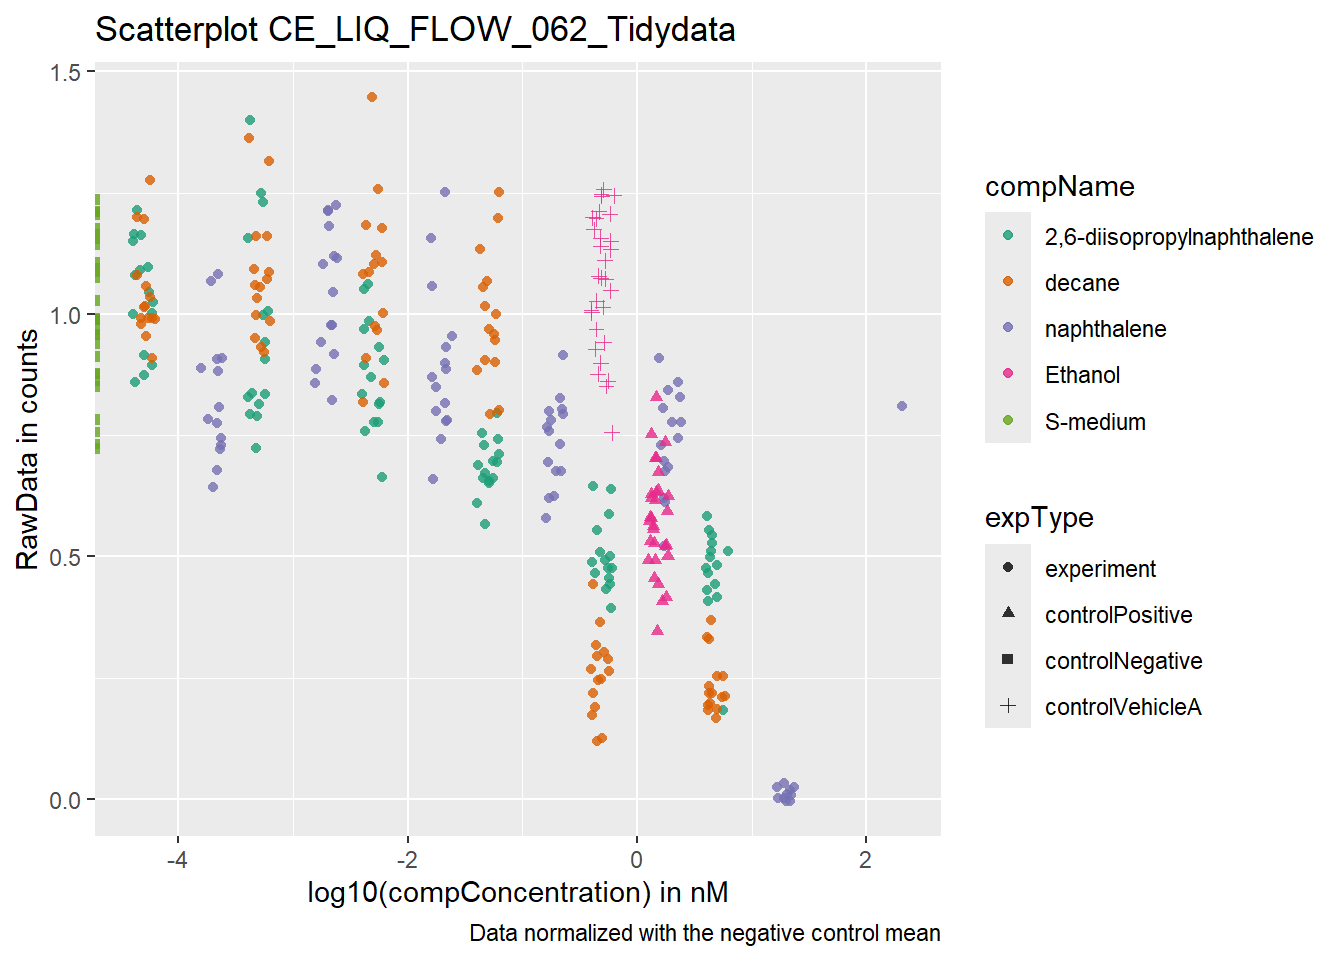 Scatterplot CE_LIQ_FLOW_062_Tidydata
1.5
1.0
0.5
0.0
RawData in counts
-4
-2
0
2
log10(compConcentration) in nM
Data normalized with the negative control mean
compName
2,6-diisopropylnaphthalene
decane
naphthalene
Ethanol
S-medium
expType
experiment
controlPositive
controlNegative
controlVehicleA